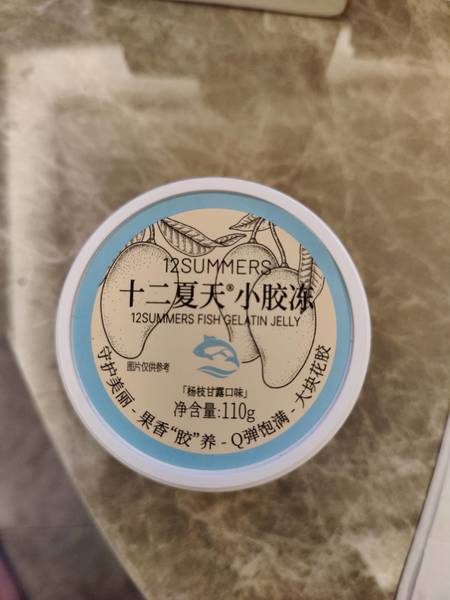 12SUMMERS
十二夏天®小胶冻
12SUMMERS FISH GELATIN JELLY
图片仅供参考
「杨枝甘露口味」
净含量:110g
守护美丽 - 果香“胶”养 - Q弹饱满 - 大块花胶